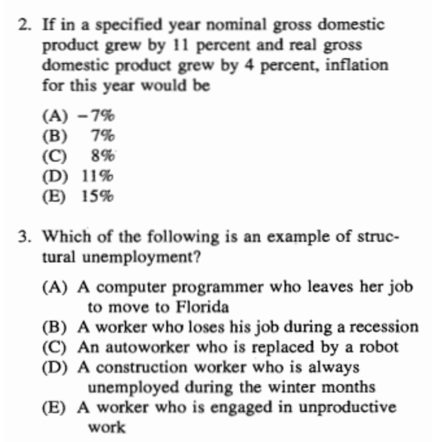 2. If in a specified year nominal gross domestic
product grew by 11 percent and real gross
domestic product grew by 4 percent, inflation
for this year would be
(A) -7%
(B) 7%
(C) 8%
(D) 11%
(E) 15%
3. Which of the following is an example of struc-
tural unemployment?
(A) A computer programmer who leaves her job
to move to Florida
(B) A worker who loses his job during a recession
(C) An autoworker who is replaced by a robot
(D) A construction worker who is always
unemployed during the winter months
(E) A worker who is engaged in unproductive
work